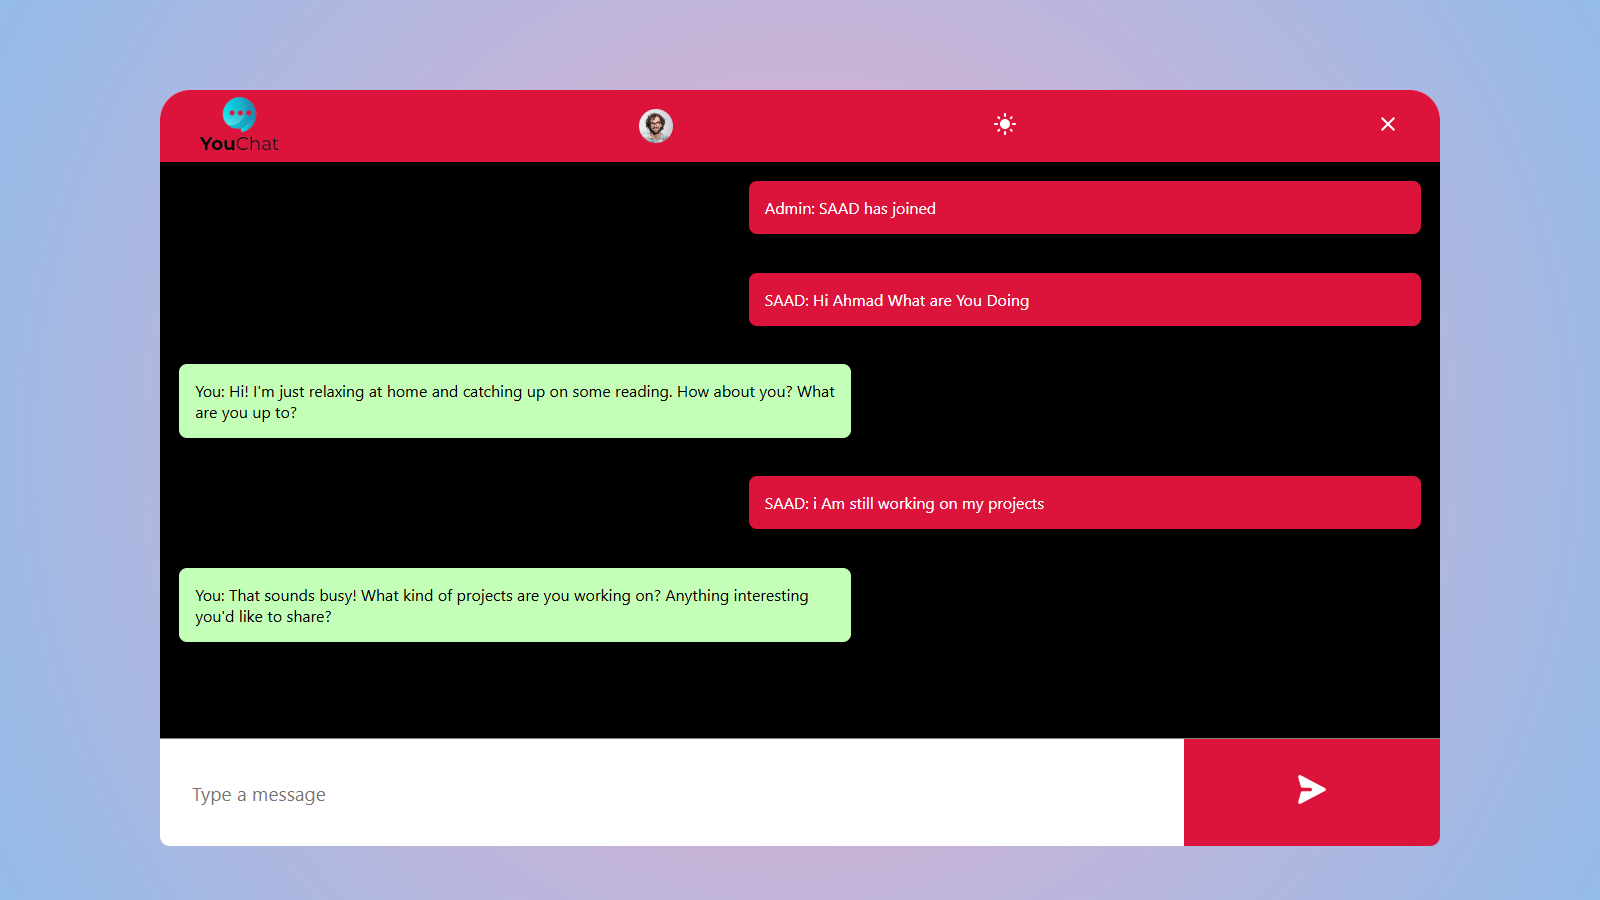 YouChat
Admin: SAAD has joined
SAAD: Hi Ahmad What are You Doing
You: Hi! I'm just relaxing at home and catching up on some reading. How about you? What
are you up to?
SAAD: i Am still working on my projects
You: That sounds busy! What kind of projects are you working on? Anything interesting
you'd like to share?
Type a message